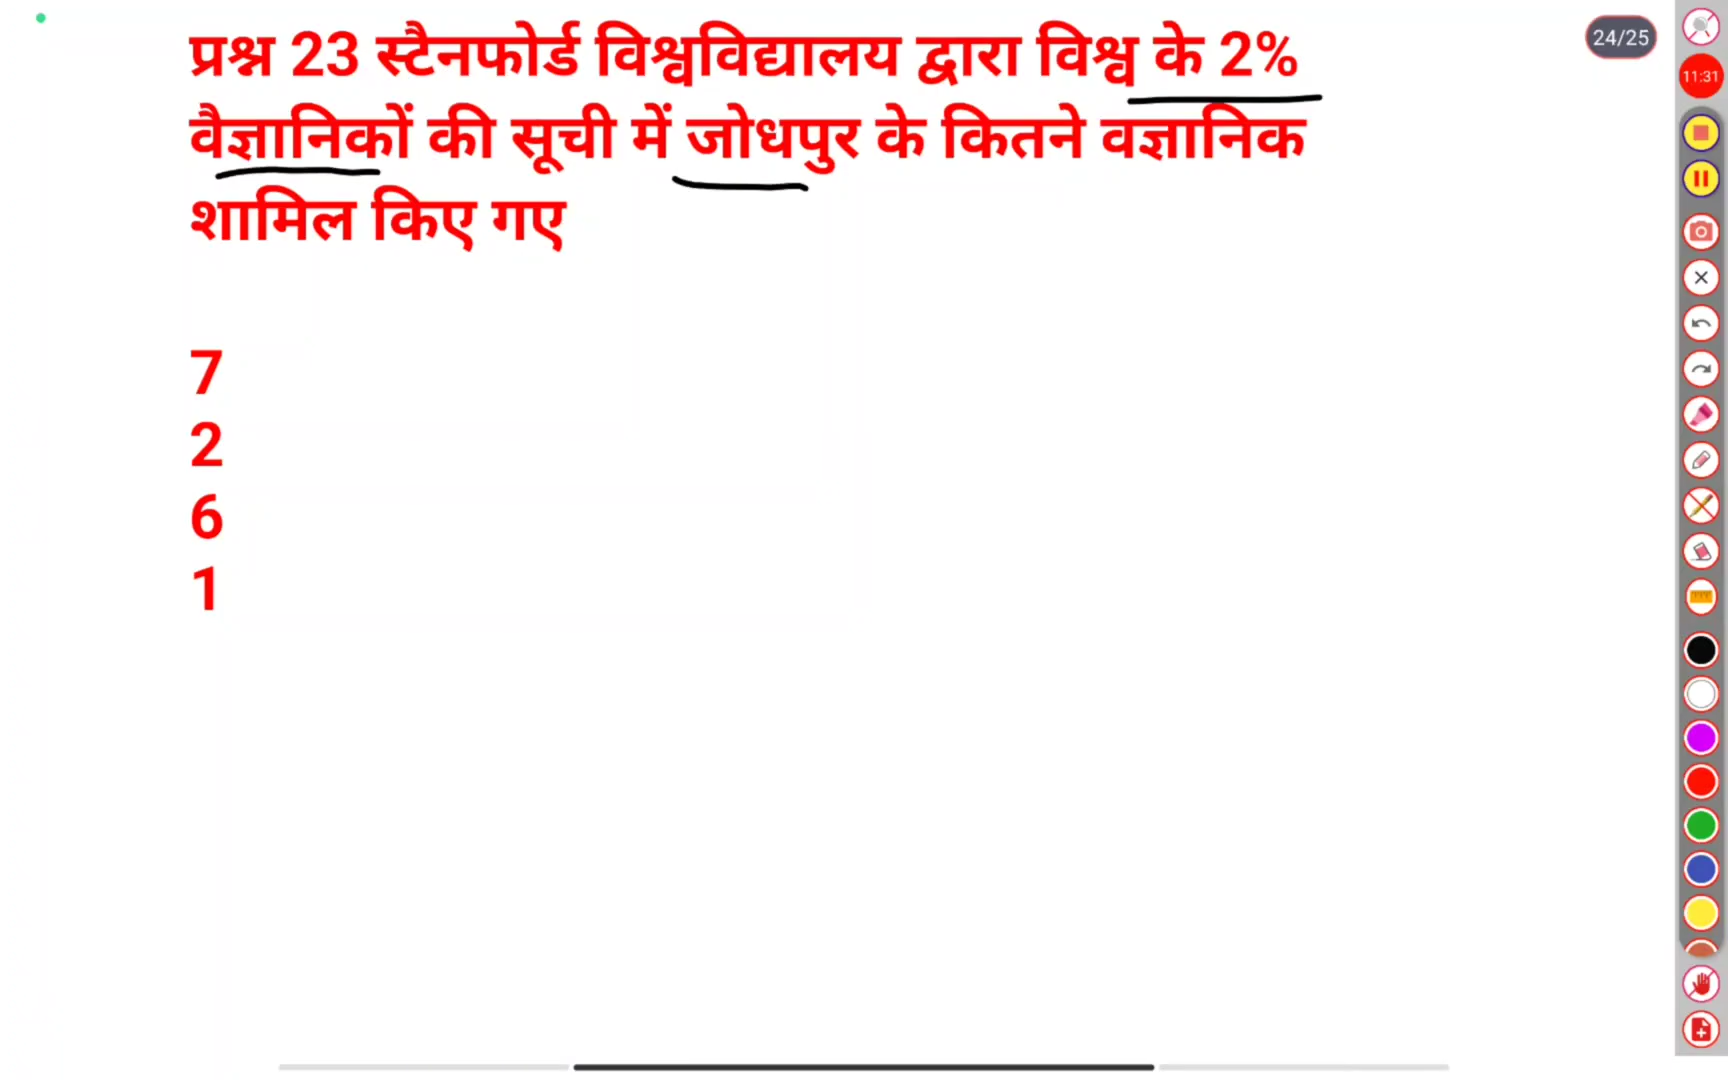 प्रश्न 23 स्टैनफोर्ड विश्वविद्यालय द्वारा विश्व के 2%
वैज्ञानिकों की सूची में जोधपुर के कितने वज्ञानिक
शामिल किए गए
7
2
6
1
24/25
11:31